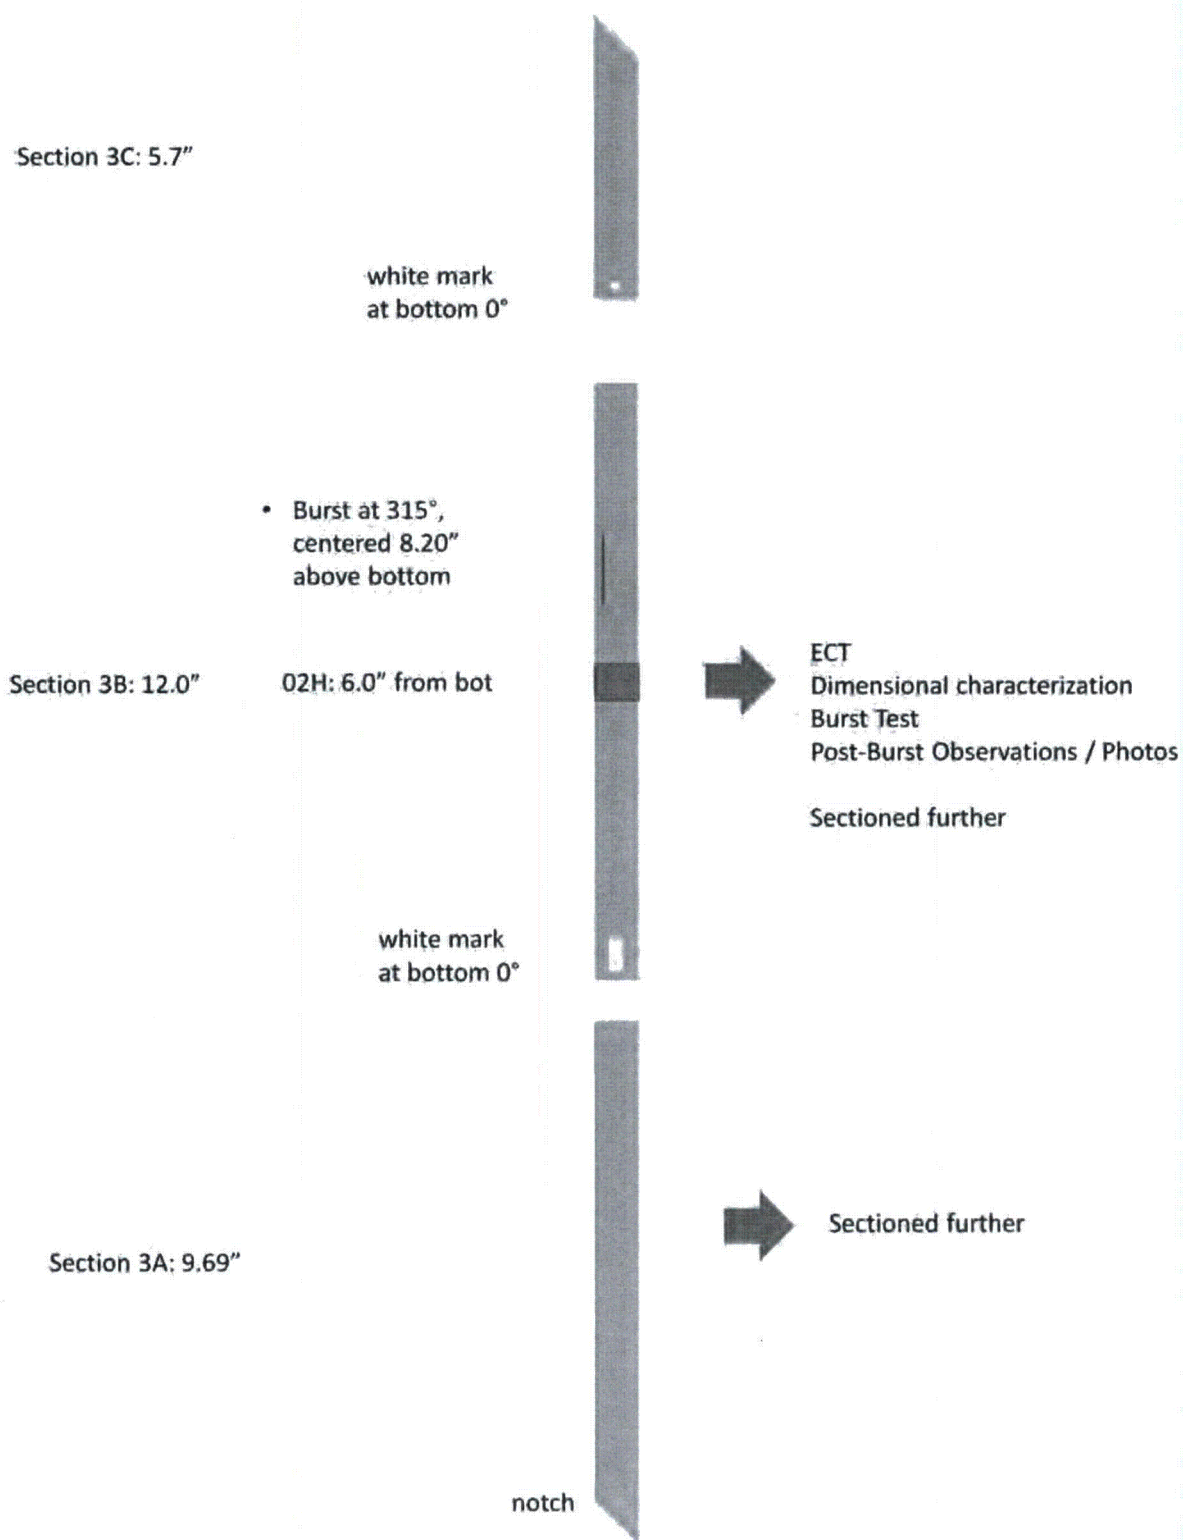 Section 3C: 5.7"
white mark
at bottom 0°
• Burst at 315°,
centered 8.20"
above bottom
Section 3B: 12.0"
02H: 6.0" from bot
ECT
Dimensional characterization
Burst Test
Post-Burst Observations / Photos
Sectioned further
white mark
at bottom 0°
Sectioned further
Section 3A: 9.69"
notch